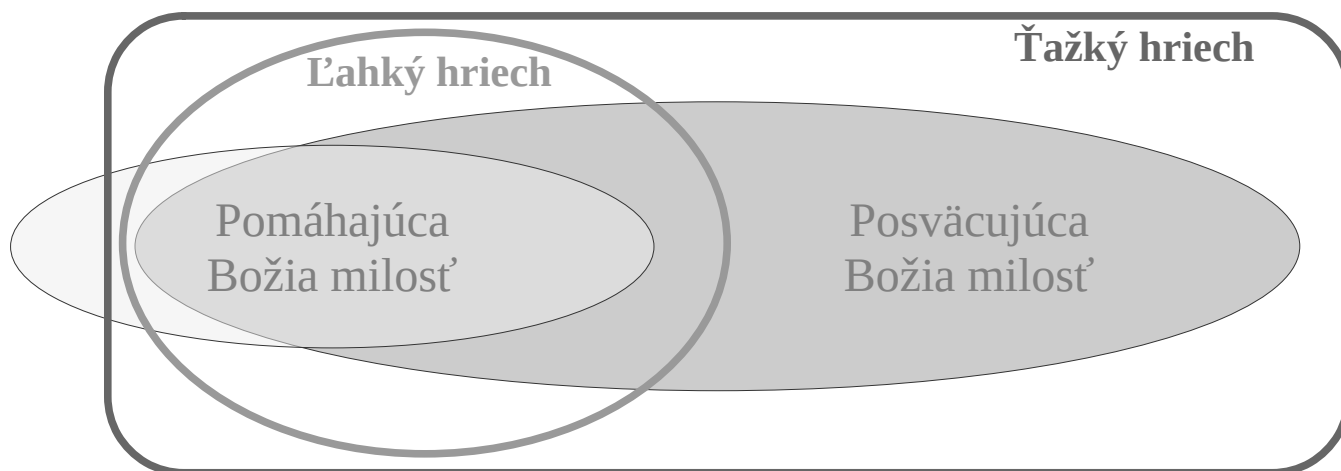 Ťažký hriech
Ľahký hriech
Pomáhajúca
Božia milosť
Posväcujúca
Božia milosť